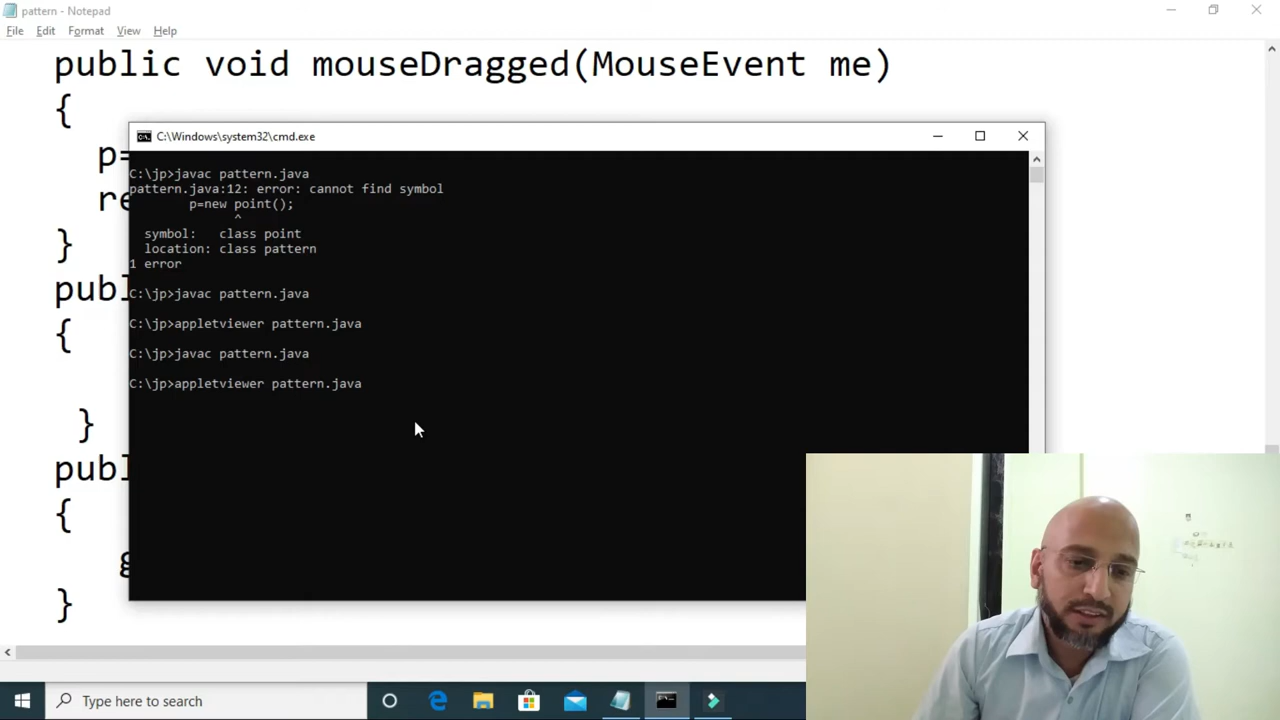 pattern - Notepad
File Edit Format View Help
public void mouseDragged(MouseEvent me)
{
p=
re
}
publ
{
}
publ
{
g
}
C:\Windows\system32\cmd.exe
C:\jp>javac pattern.java
pattern.java:12: error: cannot find symbol
p=new point();
^
symbol: class point
location: class pattern
1 error
C:\jp>javac pattern.java
C:\jp>appletviewer pattern.java
C:\jp>javac pattern.java
C:\jp>appletviewer pattern.java
Type here to search